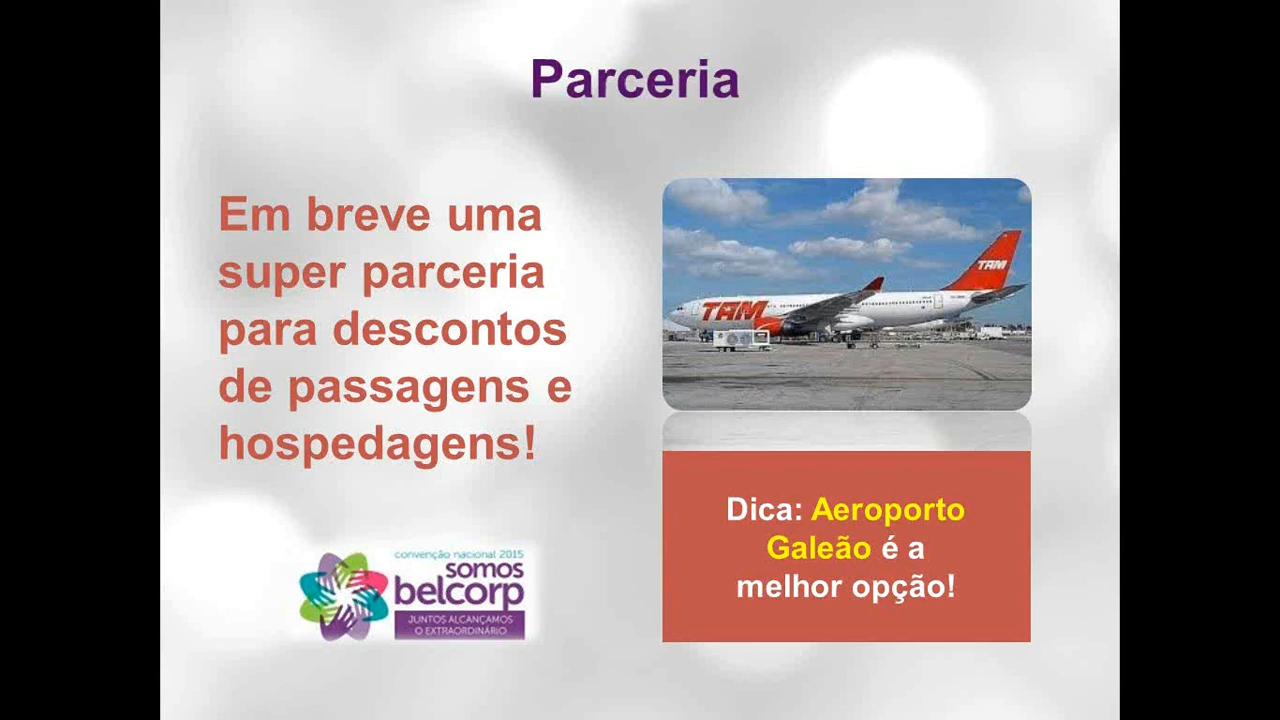 Parceria
Em breve uma
super parceria
para descontos
de passagens e
hospedagens!
TAM
TAM
Dica: Aeroporto
Galeão é a
melhor opção!
convenção nacional 2015
somos
belcorp
JUNTOS ALCANÇAMOS
O EXTRAORDINÁRIO